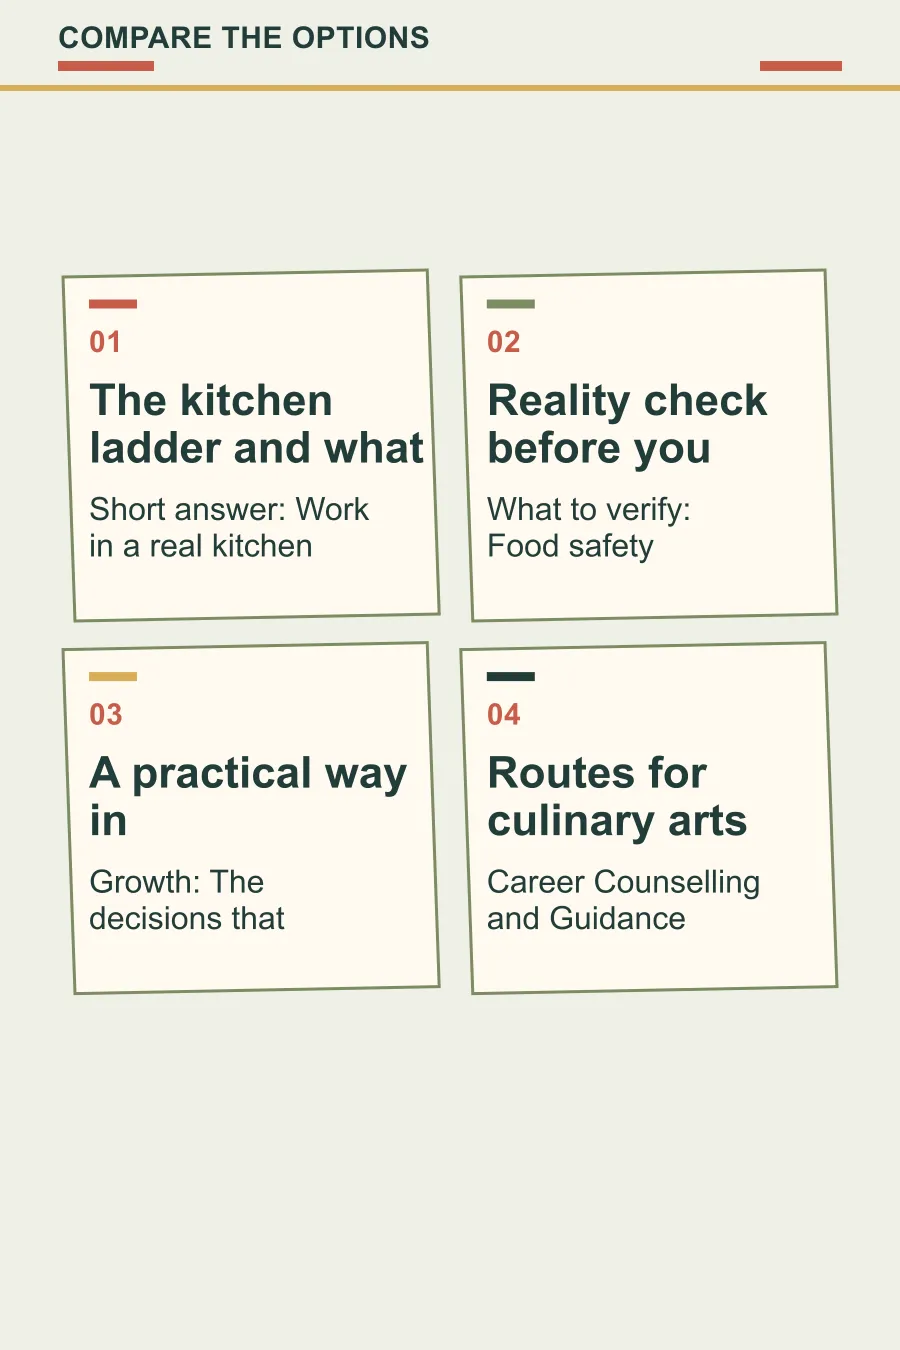 COMPARE THE OPTIONS
01
The kitchen
ladder and what
Short answer: Work
in a real kitchen
02
Reality check
before you
What to verify:
Food safety
03
A practical way
in
Growth: The
decisions that
04
Routes for
culinary arts
Career Counselling
and Guidance